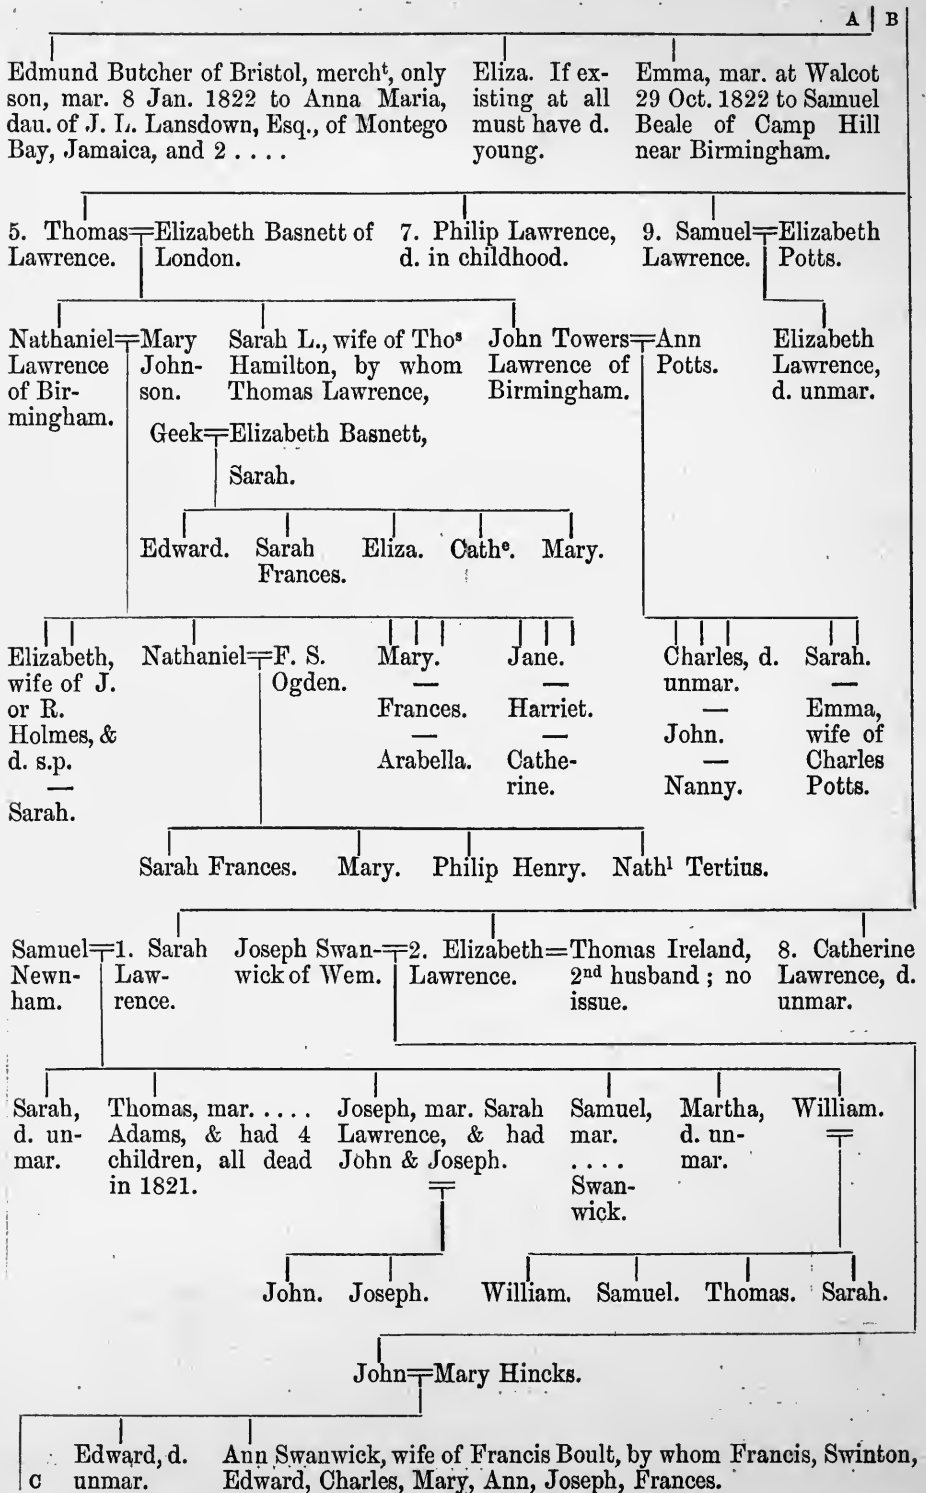 A | B
Edmund Butcher of Bristol, mercht, only
son, mar. 8 Jan. 1822 to Anna Maria,
dau. of J. L. Lansdown, Esq., of Montego
Bay, Jamaica, and 2 . . . .
Eliza. If ex-
isting at all
must have d.
young.
Emma, mar. at Walcot
29 Oct. 1822 to Samuel
Beale of Camp Hill
near Birmingham.
5. Thomas=Elizabeth Basnett of
Lawrence. London.
7. Philip Lawrence,
d. in childhood.
9. Samuel=Elizabeth
Lawrence. Potts.
Nathaniel=Mary
Lawrence John-
of Bir- son.
mingham.
Sarah L., wife of Thos
Hamilton, by whom
Thomas Lawrence,
John Towers=Ann
Lawrence of Potts.
Birmingham.
Elizabeth
Lawrence,
d. unmar.
Geek=Elizabeth Basnett,
Sarah.
Edward. Sarah Eliza. Cathe. Mary.
Frances.
Elizabeth,
wife of J.
or R.
Holmes, &
d. s.p.
—
Sarah.
Nathaniel=F. S.
Ogden.
Mary.
—
Frances.
—
Arabella.
Jane.
—
Harriet.
—
Cathe-
rine.
Charles, d.
unmar.
—
John.
—
Nanny.
Sarah.
—
Emma,
wife of
Charles
Potts.
Sarah Frances. Mary. Philip Henry. Nathl Tertius.
Samuel=1. Sarah
Newn- Law-
ham. rence.
Joseph Swan-=2. Elizabeth=Thomas Ireland,
wick of Wem. Lawrence. 2nd husband; no
issue.
8. Catherine
Lawrence, d.
unmar.
Sarah,
d. un-
mar.
Thomas, mar. . . . .
Adams, & had 4
children, all dead
in 1821.
Joseph, mar. Sarah
Lawrence, & had
John & Joseph.
Samuel,
mar.
. . . .
Swan-
wick.
Martha,
d. un-
mar.
William.
John. Joseph. William. Samuel. Thomas. Sarah.
John=Mary Hincks.
C
Edward, d.
unmar.
Ann Swanwick, wife of Francis Boult, by whom Francis, Swinton,
Edward, Charles, Mary, Ann, Joseph, Frances.